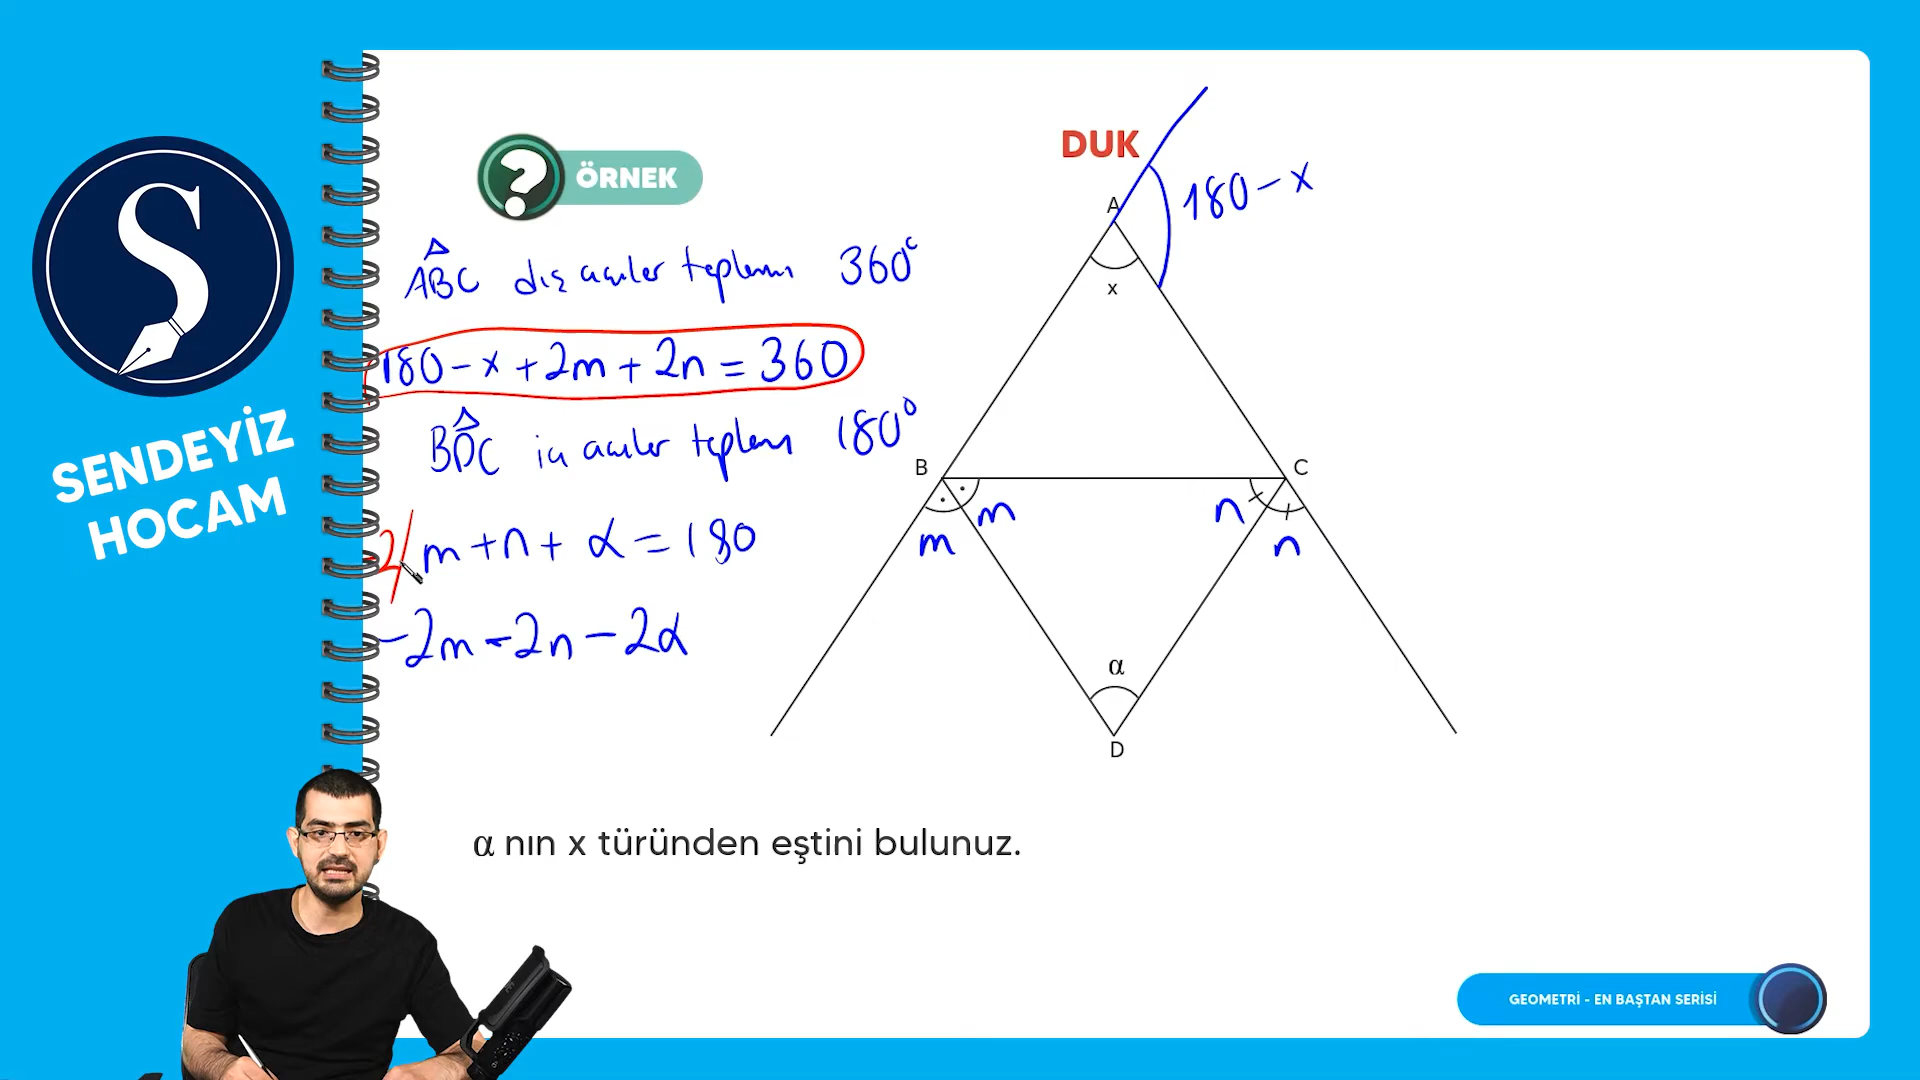 SENDEYİZ
HOCAM
ÖRNEK
ABC dış açılar toplamı 360°
180 - x + 2m + 2n = 360
BDC iç açılar toplamı 180°
2/ m + n + α = 180
-2m - 2n - 2α
DUK
180 - x
A
x
B
C
m
m
n
n
α
D
α nın x türünden eştini bulunuz.
GEOMETRİ - EN BAŞTAN SERİSİ